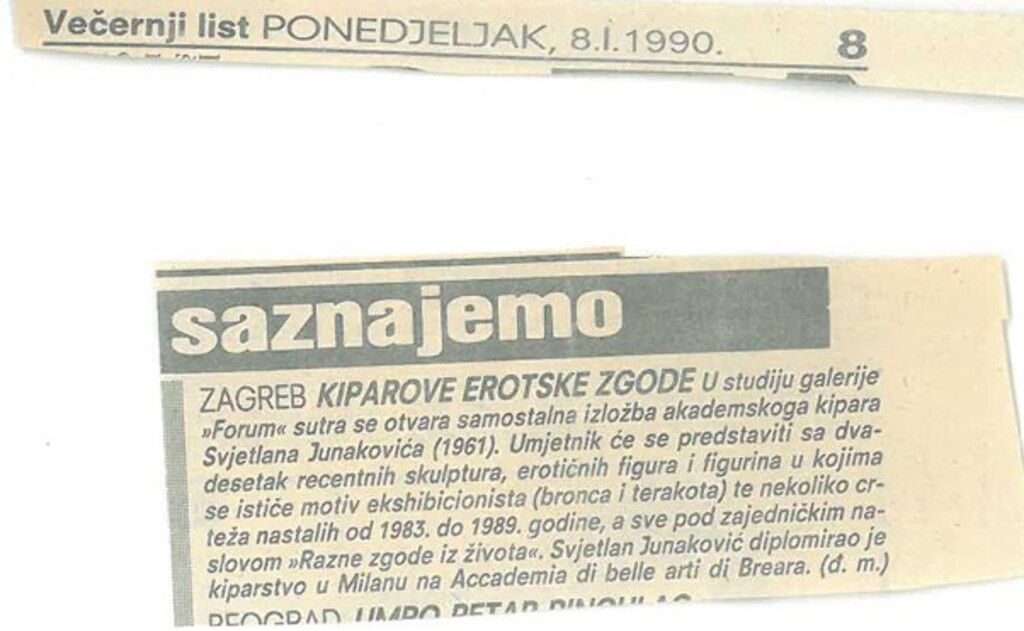 Večernji list PONEDJELJAK, 8.I.1990. 8
saznajemo
ZAGREB KIPAROVE EROTSKE ZGODE U studiju galerije
»Forum« sutra se otvara samostalna izložba akademskoga kipara
Svjetlana Junakovića (1961). Umjetnik će se predstaviti sa dva-
desetak recentnih skulptura, erotičnih figura i figurina u kojima
se ističe motiv ekshibicionista (bronca i terakota) te nekoliko cr-
teža nastalih od 1983. do 1989. godine, a sve pod zajedničkim na-
slovom »Razne zgode iz života«. Svjetlan Junaković diplomirao je
kiparstvo u Milanu na Accademia di belle arti di Breara. (đ. m.)
BEOGRAD UMRO PETAR